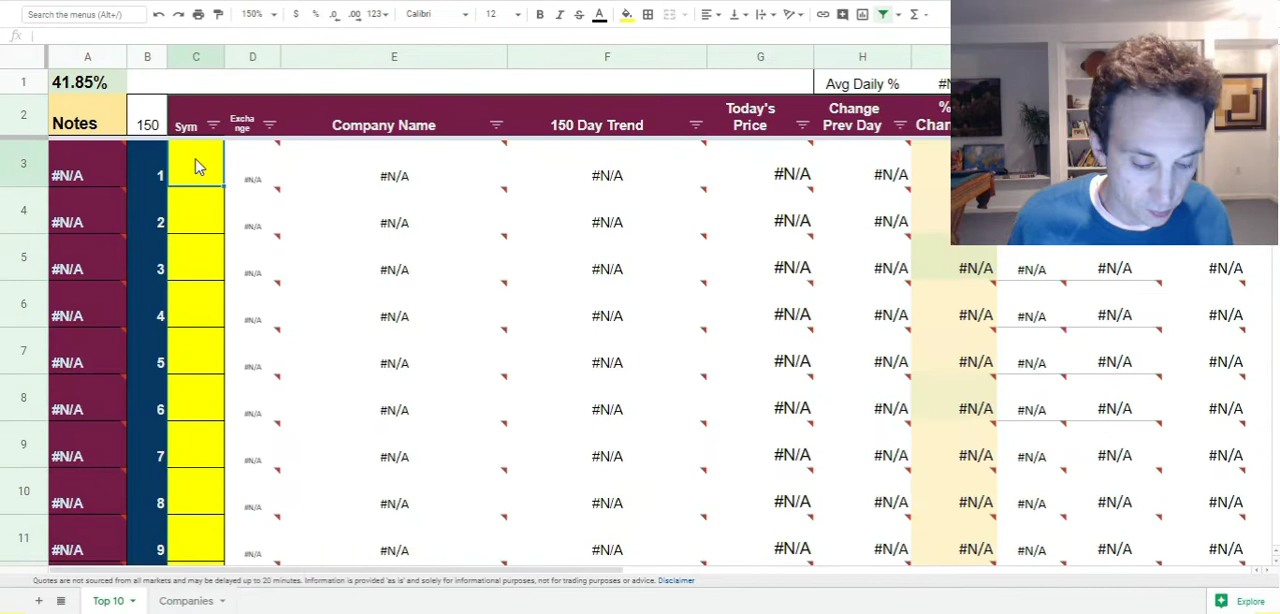 Search the menus (Alt+/) 150% $ % .0 .00 123 Calibri 12 B I S A Σ
fx
A B C D E F G H
1 41.85% Avg Daily % #N
2 Notes 150 Sym Excha nge Company Name 150 Day Trend Today's Price Change Prev Day % Chan
3 #N/A 1 #N/A #N/A #N/A #N/A #N/A
4 #N/A 2 #N/A #N/A #N/A #N/A #N/A
5 #N/A 3 #N/A #N/A #N/A #N/A #N/A #N/A #N/A #N/A #N/A
6 #N/A 4 #N/A #N/A #N/A #N/A #N/A #N/A #N/A #N/A #N/A
7 #N/A 5 #N/A #N/A #N/A #N/A #N/A #N/A #N/A #N/A #N/A
8 #N/A 6 #N/A #N/A #N/A #N/A #N/A #N/A #N/A #N/A #N/A
9 #N/A 7 #N/A #N/A #N/A #N/A #N/A #N/A #N/A #N/A #N/A
10 #N/A 8 #N/A #N/A #N/A #N/A #N/A #N/A #N/A #N/A #N/A
11 #N/A 9 #N/A #N/A #N/A #N/A #N/A #N/A #N/A #N/A #N/A
Quotes are not sourced from all markets and may be delayed up to 20 minutes. Information is provided 'as is' and solely for informational purposes, not for trading purposes or advice. Disclaimer
+ Top 10 Companies Explore